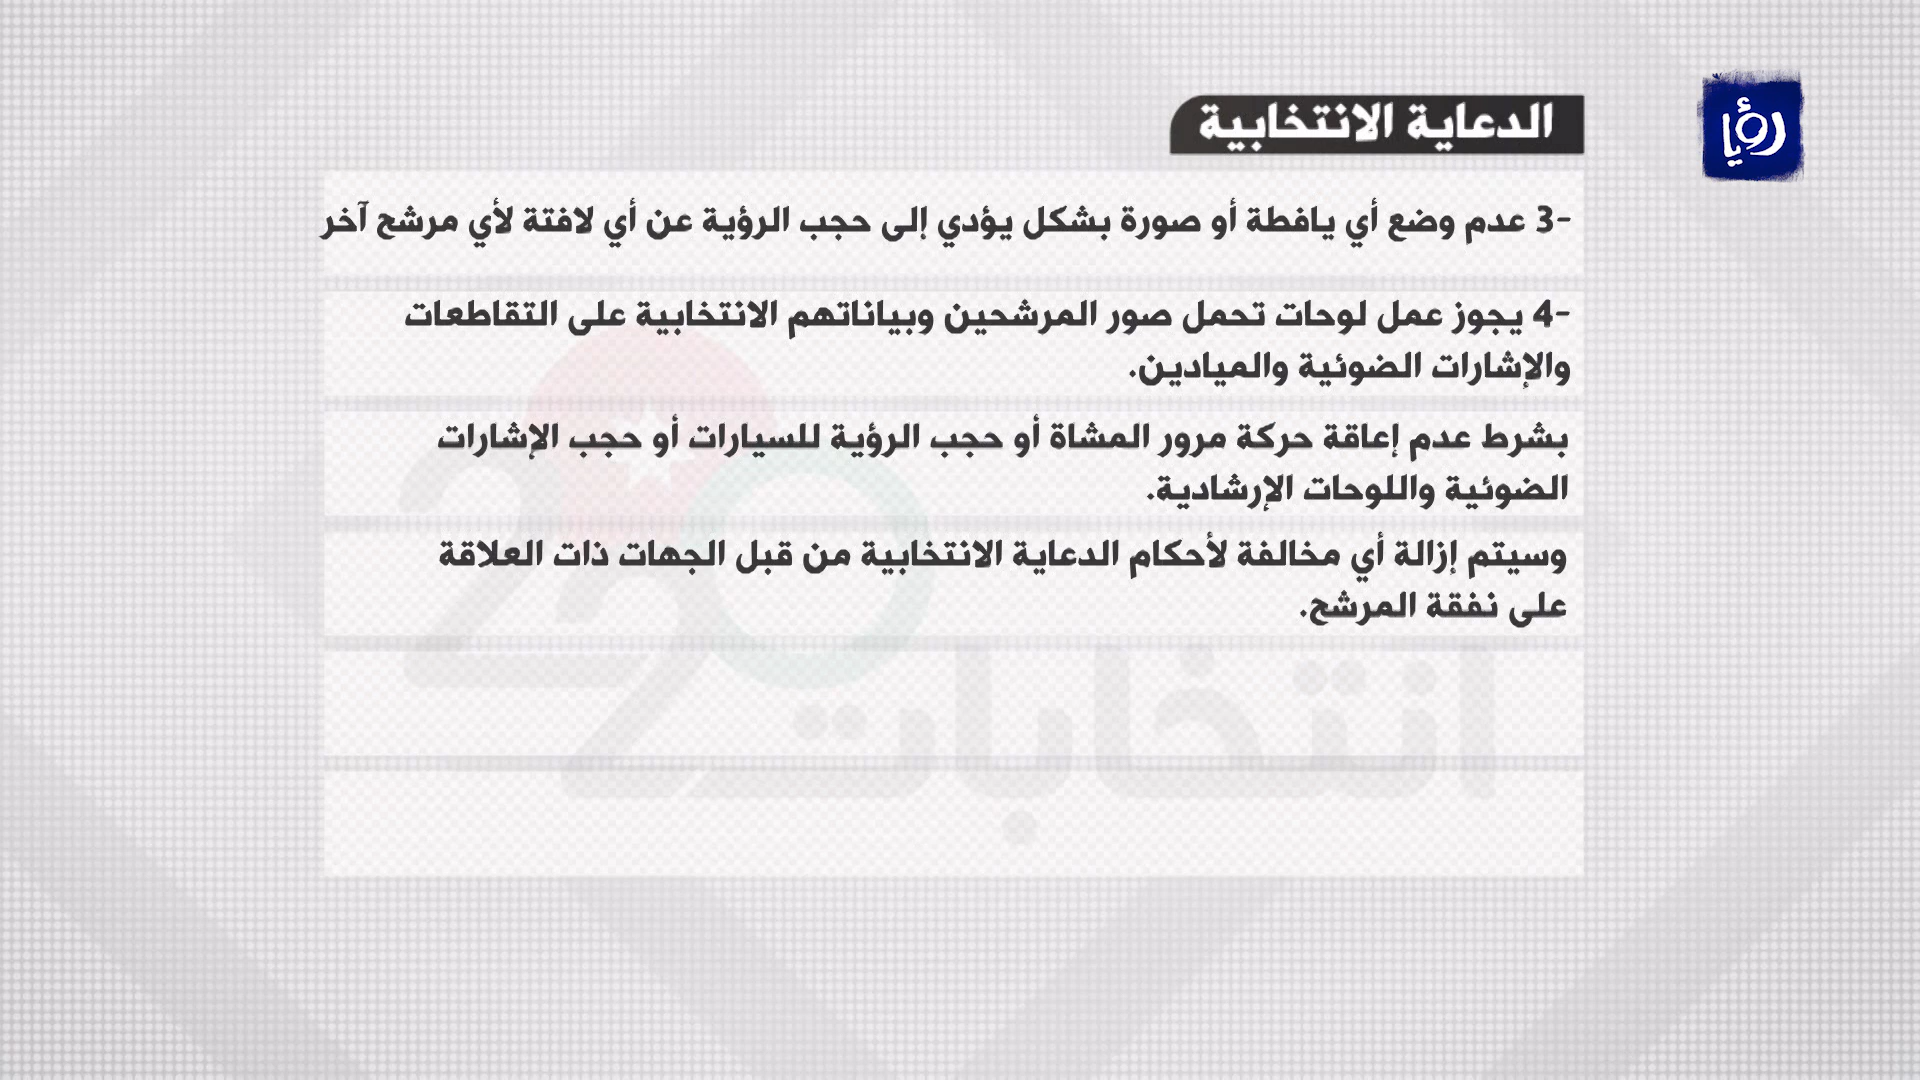 رؤيا
الدعاية الانتخابية
3- عدم وضع أي يافطة أو صورة بشكل يؤدي إلى حجب الرؤية عن أي لافتة لأي مرشح آخر
4- يجوز عمل لوحات تحمل صور المرشحين وبياناتهم الانتخابية على التقاطعات
والإشارات الضوئية والميادين.
بشرط عدم إعاقة حركة مرور المشاة أو حجب الرؤية للسيارات أو حجب الإشارات
الضوئية واللوحات الإرشادية.
وسيتم إزالة أي مخالفة لأحكام الدعاية الانتخابية من قبل الجهات ذات العلاقة
على نفقة المرشح.
2020
انتخابات